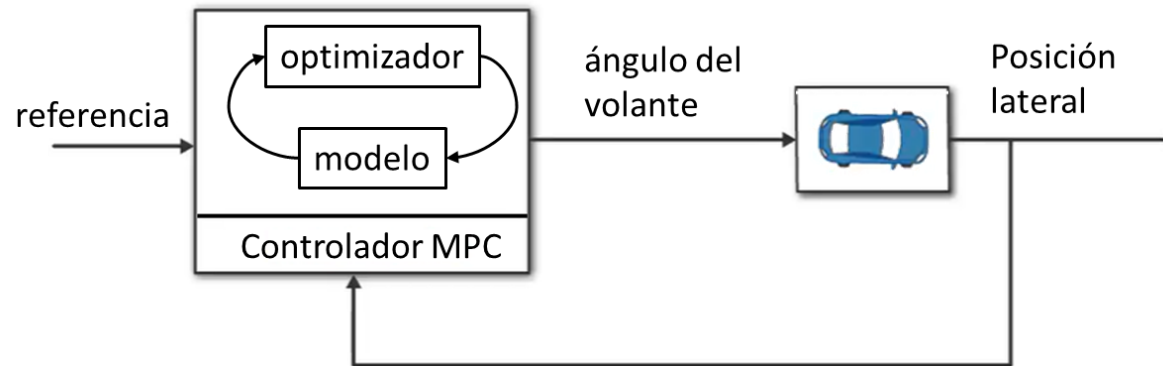 referencia
optimizador
modelo
Controlador MPC
ángulo del
volante
Posición
lateral